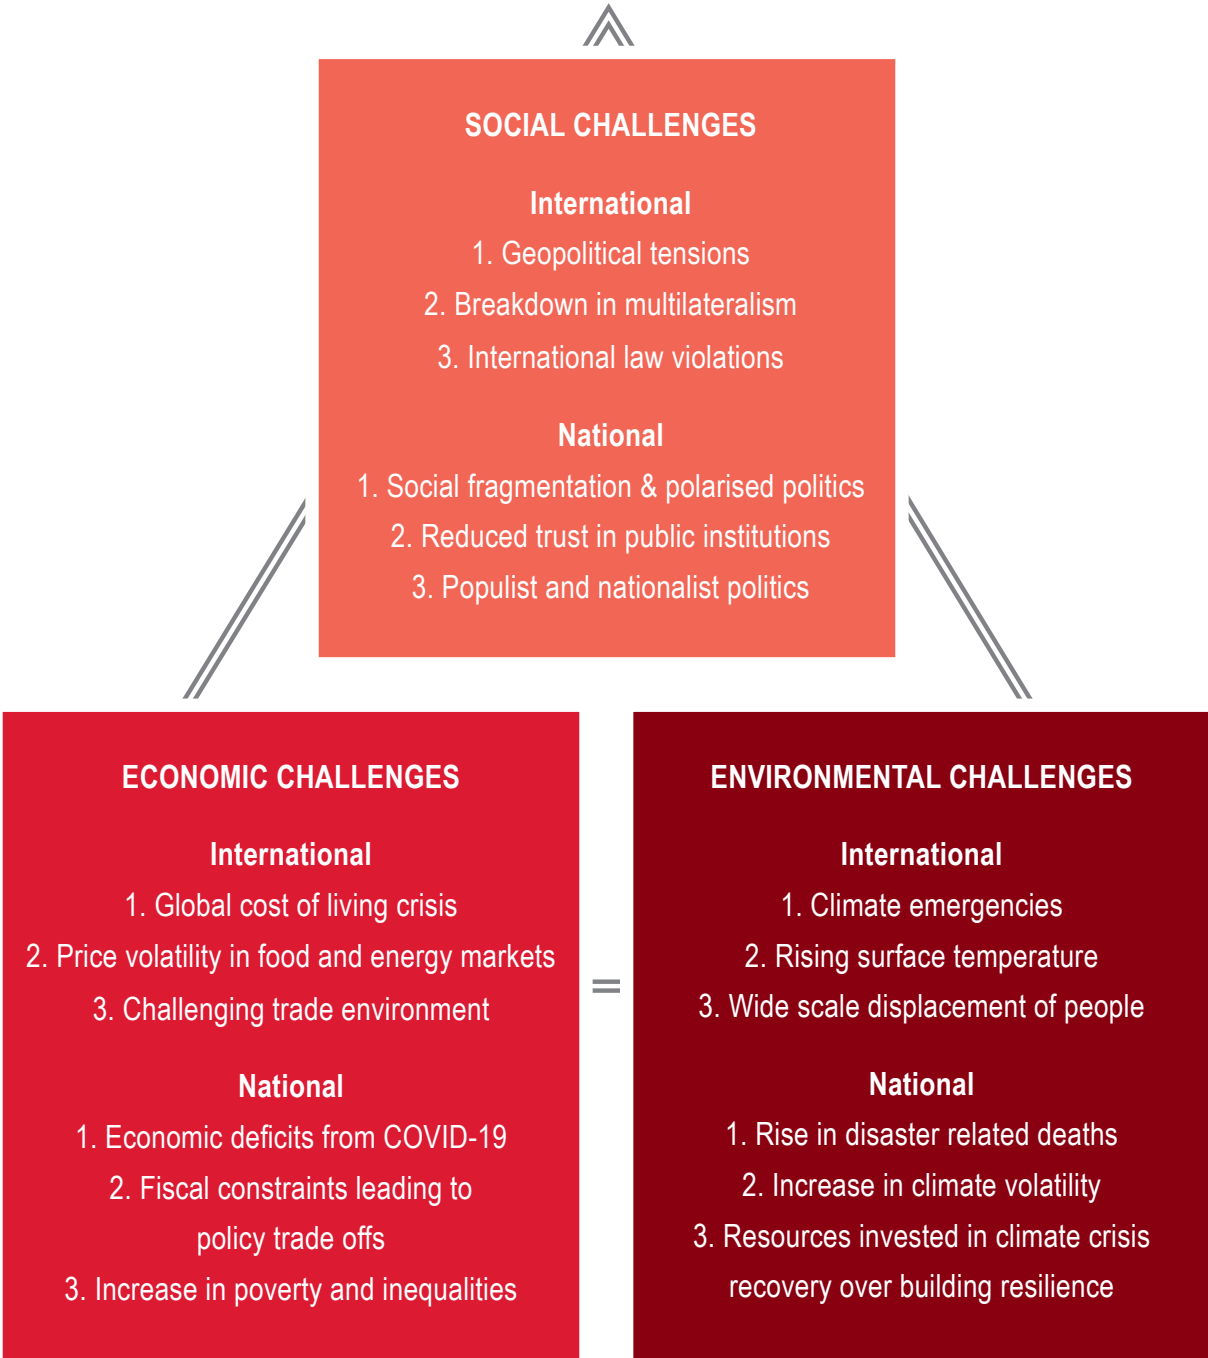 SOCIAL CHALLENGES
International
1. Geopolitical tensions
2. Breakdown in multilateralism
3. International law violations
National
1. Social fragmentation & polarised politics
2. Reduced trust in public institutions
3. Populist and nationalist politics
ECONOMIC CHALLENGES
International
1. Global cost of living crisis
2. Price volatility in food and energy markets
3. Challenging trade environment
National
1. Economic deficits from COVID-19
2. Fiscal constraints leading to
policy trade offs
3. Increase in poverty and inequalities
=
ENVIRONMENTAL CHALLENGES
International
1. Climate emergencies
2. Rising surface temperature
3. Wide scale displacement of people
National
1. Rise in disaster related deaths
2. Increase in climate volatility
3. Resources invested in climate crisis
recovery over building resilience